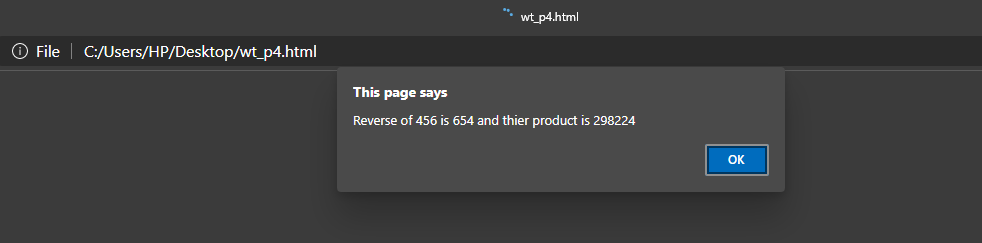 wt_p4.html
File C:/Users/HP/Desktop/wt_p4.html
This page says
Reverse of 456 is 654 and thier product is 298224
OK